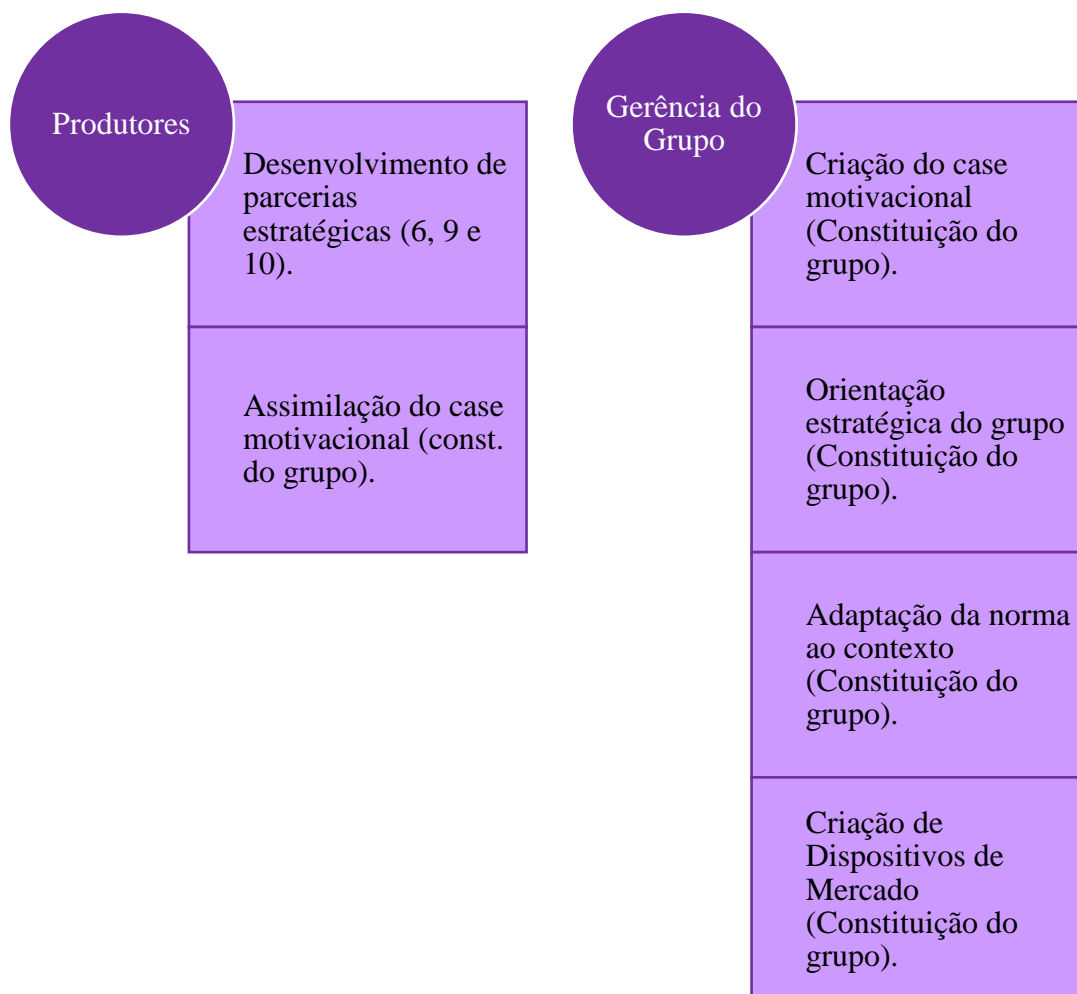 Produtores
Desenvolvimento de
parcerias
estratégicas (6, 9 e
10).
Assimilação do case
motivacional (const.
do grupo).
Gerência do
Grupo
Criação do case
motivacional
(Constituição do
grupo).
Orientação
estratégica do grupo
(Constituição do
grupo).
Adaptação da norma
ao contexto
(Constituição do
grupo).
Criação de
Dispositivos de
Mercado
(Constituição do
grupo).